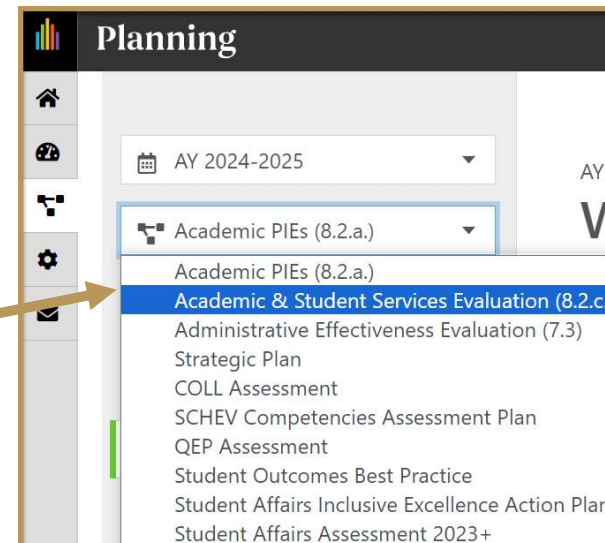 Planning
AY 2024-2025
AY
Academic PIEs (8.2.a.)
Academic PIEs (8.2.a.)
Academic & Student Services Evaluation (8.2.c.
Administrative Effectiveness Evaluation (7.3)
Strategic Plan
COLL Assessment
SCHEV Competencies Assessment Plan
QEP Assessment
Student Outcomes Best Practice
Student Affairs Inclusive Excellence Action Plan
Student Affairs Assessment 2023+